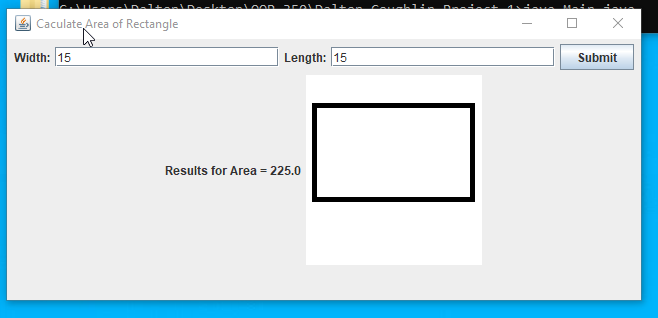 C:\Users\Dalton\Desktop\OOP 350\Dalton Coughlin Project 1>java Main.java
Caculate Area of Rectangle
Width: 15 Length: 15 Submit
Results for Area = 225.0